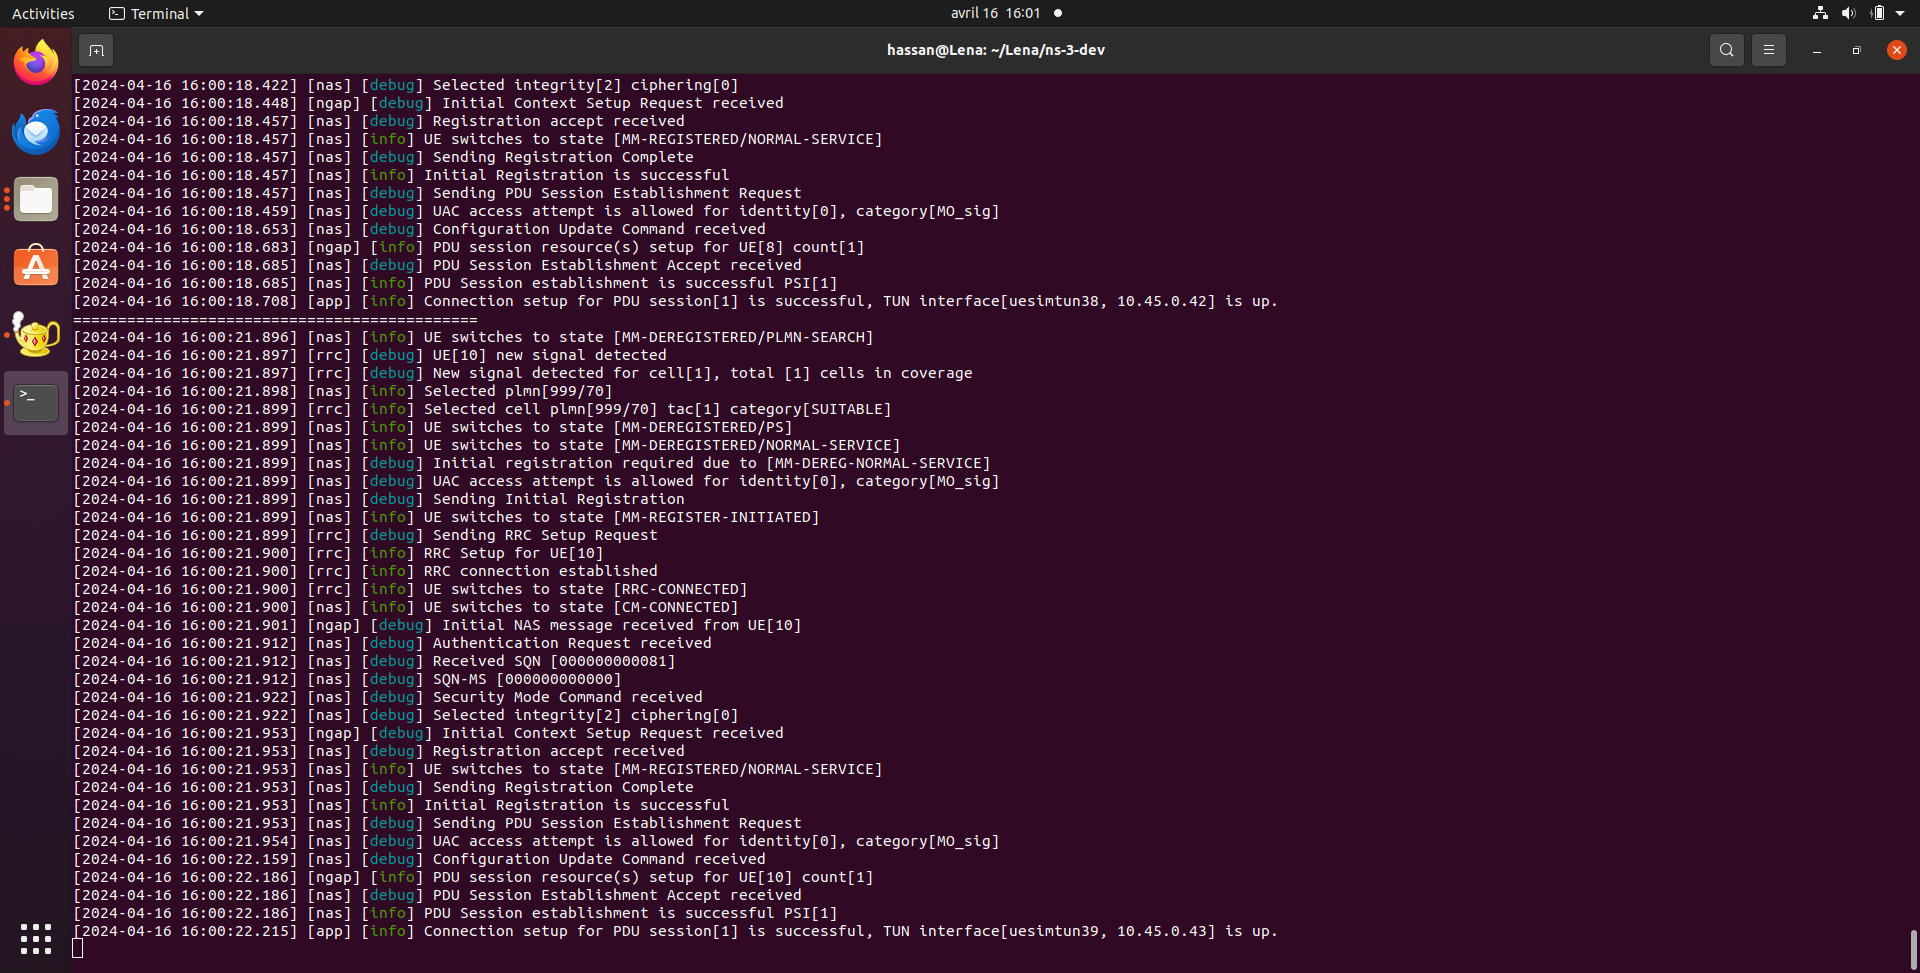 Activities
Terminal
avril 16 16:01
hassan@Lena: ~/Lena/ns-3-dev
[2024-04-16 16:00:18.422] [nas] [debug] Selected integrity[2] ciphering[0]
[2024-04-16 16:00:18.448] [ngap] [debug] Initial Context Setup Request received
[2024-04-16 16:00:18.457] [nas] [debug] Registration accept received
[2024-04-16 16:00:18.457] [nas] [info] UE switches to state [MM-REGISTERED/NORMAL-SERVICE]
[2024-04-16 16:00:18.457] [nas] [debug] Sending Registration Complete
[2024-04-16 16:00:18.457] [nas] [info] Initial Registration is successful
[2024-04-16 16:00:18.457] [nas] [debug] Sending PDU Session Establishment Request
[2024-04-16 16:00:18.459] [nas] [debug] UAC access attempt is allowed for identity[0], category[MO_sig]
[2024-04-16 16:00:18.653] [nas] [debug] Configuration Update Command received
[2024-04-16 16:00:18.683] [ngap] [info] PDU session resource(s) setup for UE[8] count[1]
[2024-04-16 16:00:18.685] [nas] [debug] PDU Session Establishment Accept received
[2024-04-16 16:00:18.685] [nas] [info] PDU Session establishment is successful PSI[1]
[2024-04-16 16:00:18.708] [app] [info] Connection setup for PDU session[1] is successful, TUN interface[uesimtun38, 10.45.0.42] is up.
=============================================
[2024-04-16 16:00:21.896] [nas] [info] UE switches to state [MM-DEREGISTERED/PLMN-SEARCH]
[2024-04-16 16:00:21.897] [rrc] [debug] UE[10] new signal detected
[2024-04-16 16:00:21.897] [rrc] [debug] New signal detected for cell[1], total [1] cells in coverage
[2024-04-16 16:00:21.898] [nas] [info] Selected plmn[999/70]
[2024-04-16 16:00:21.899] [rrc] [info] Selected cell plmn[999/70] tac[1] category[SUITABLE]
[2024-04-16 16:00:21.899] [nas] [info] UE switches to state [MM-DEREGISTERED/PS]
[2024-04-16 16:00:21.899] [nas] [info] UE switches to state [MM-DEREGISTERED/NORMAL-SERVICE]
[2024-04-16 16:00:21.899] [nas] [debug] Initial registration required due to [MM-DEREG-NORMAL-SERVICE]
[2024-04-16 16:00:21.899] [nas] [debug] UAC access attempt is allowed for identity[0], category[MO_sig]
[2024-04-16 16:00:21.899] [nas] [debug] Sending Initial Registration
[2024-04-16 16:00:21.899] [nas] [info] UE switches to state [MM-REGISTER-INITIATED]
[2024-04-16 16:00:21.899] [rrc] [debug] Sending RRC Setup Request
[2024-04-16 16:00:21.900] [rrc] [info] RRC Setup for UE[10]
[2024-04-16 16:00:21.900] [rrc] [info] RRC connection established
[2024-04-16 16:00:21.900] [rrc] [info] UE switches to state [RRC-CONNECTED]
[2024-04-16 16:00:21.900] [nas] [info] UE switches to state [CM-CONNECTED]
[2024-04-16 16:00:21.901] [ngap] [debug] Initial NAS message received from UE[10]
[2024-04-16 16:00:21.912] [nas] [debug] Authentication Request received
[2024-04-16 16:00:21.912] [nas] [debug] Received SQN [000000000081]
[2024-04-16 16:00:21.912] [nas] [debug] SQN-MS [000000000000]
[2024-04-16 16:00:21.922] [nas] [debug] Security Mode Command received
[2024-04-16 16:00:21.922] [nas] [debug] Selected integrity[2] ciphering[0]
[2024-04-16 16:00:21.953] [ngap] [debug] Initial Context Setup Request received
[2024-04-16 16:00:21.953] [nas] [debug] Registration accept received
[2024-04-16 16:00:21.953] [nas] [info] UE switches to state [MM-REGISTERED/NORMAL-SERVICE]
[2024-04-16 16:00:21.953] [nas] [debug] Sending Registration Complete
[2024-04-16 16:00:21.953] [nas] [info] Initial Registration is successful
[2024-04-16 16:00:21.953] [nas] [debug] Sending PDU Session Establishment Request
[2024-04-16 16:00:21.954] [nas] [debug] UAC access attempt is allowed for identity[0], category[MO_sig]
[2024-04-16 16:00:22.159] [nas] [debug] Configuration Update Command received
[2024-04-16 16:00:22.186] [ngap] [info] PDU session resource(s) setup for UE[10] count[1]
[2024-04-16 16:00:22.186] [nas] [debug] PDU Session Establishment Accept received
[2024-04-16 16:00:22.186] [nas] [info] PDU Session establishment is successful PSI[1]
[2024-04-16 16:00:22.215] [app] [info] Connection setup for PDU session[1] is successful, TUN interface[uesimtun39, 10.45.0.43] is up.